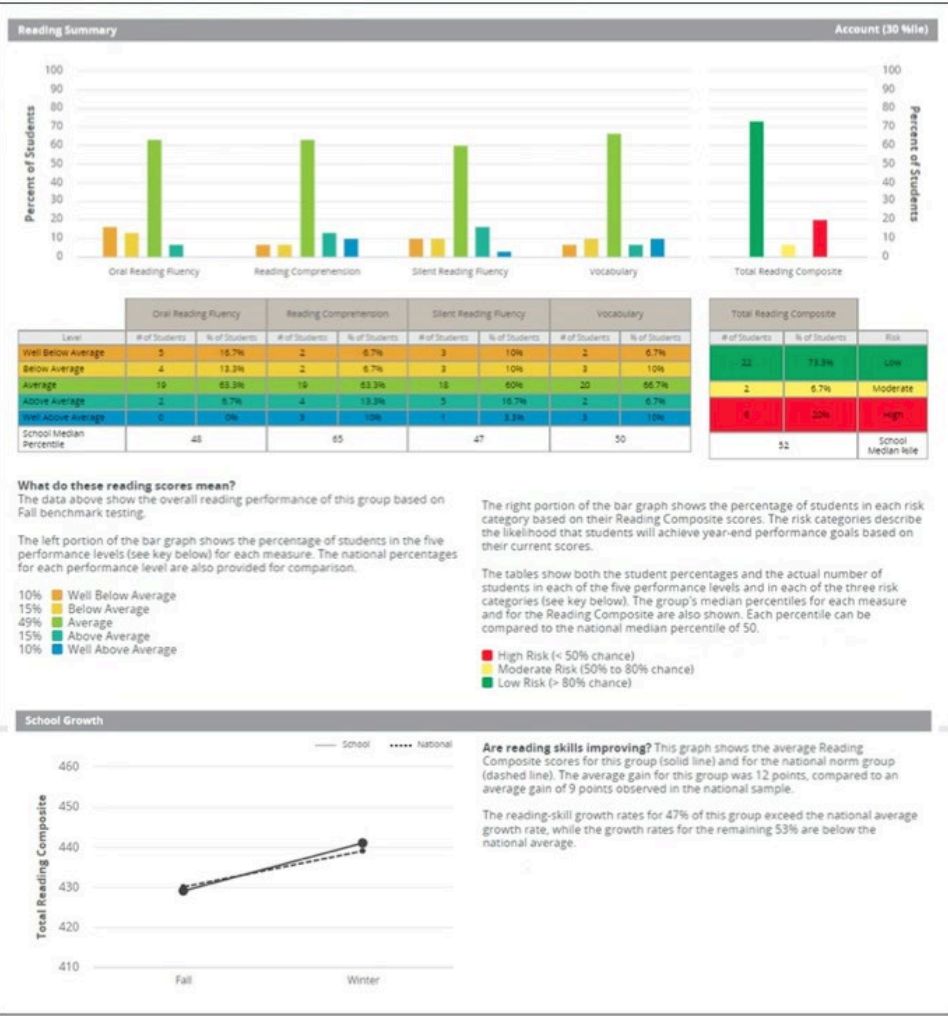 Reading Summary
Account (30 %ile)
100
90
80
70
60
50
40
30
20
10
0
Percent of Students
Oral Reading Fluency
Reading Comprehension
Silent Reading Fluency
Vocabulary
100
90
80
70
60
50
40
30
20
10
0
Percent of Students
Total Reading Composite
Oral Reading Fluency Reading Comprehension Silent Reading Fluency Vocabulary
Level # of Students % of Students # of Students % of Students # of Students % of Students # of Students % of Students
Well Below Average 5 16.7% 2 6.7% 3 10% 2 6.7%
Below Average 4 13.3% 2 6.7% 3 10% 3 10%
Average 19 63.3% 19 63.3% 18 60% 20 66.7%
Above Average 2 6.7% 4 13.3% 5 16.7% 2 6.7%
Well Above Average 0 0% 3 10% 1 3.3% 3 10%
School Median
Percentile 48 65 47 50
Total Reading Composite
# of Students % of Students Risk
22 73.3% Low
2 6.7% Moderate
6 20% High
52 School
Median %ile
What do these reading scores mean?
The data above show the overall reading performance of this group based on
Fall benchmark testing.
The left portion of the bar graph shows the percentage of students in the five
performance levels (see key below) for each measure. The national percentages
for each performance level are also provided for comparison.
10% Well Below Average
15% Below Average
49% Average
15% Above Average
10% Well Above Average
The right portion of the bar graph shows the percentage of students in each risk
category based on their Reading Composite scores. The risk categories describe
the likelihood that students will achieve year-end performance goals based on
their current scores.
The tables show both the student percentages and the actual number of
students in each of the five performance levels and in each of the three risk
categories (see key below). The group's median percentiles for each measure
and for the Reading Composite are also shown. Each percentile can be
compared to the national median percentile of 50.
High Risk (< 50% chance)
Moderate Risk (50% to 80% chance)
Low Risk (> 80% chance)
School Growth
School National
460
450
440
430
420
410
Total Reading Composite
Fall Winter
Are reading skills improving? This graph shows the average Reading
Composite scores for this group (solid line) and for the national norm group
(dashed line). The average gain for this group was 12 points, compared to an
average gain of 9 points observed in the national sample.
The reading-skill growth rates for 47% of this group exceed the national average
growth rate, while the growth rates for the remaining 53% are below the
national average.